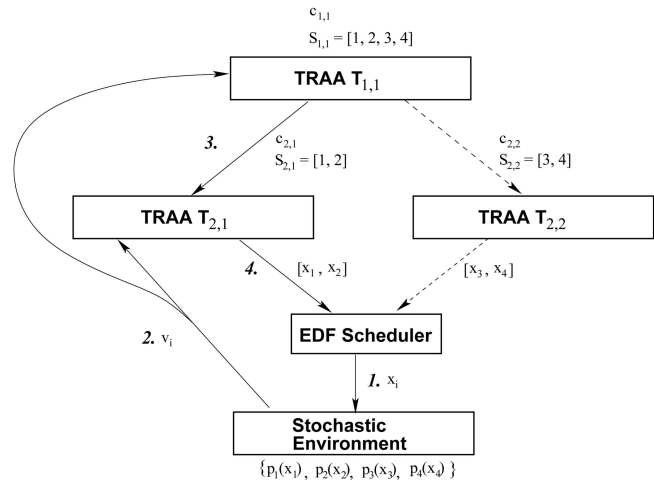 c1,1
S1,1 = [1, 2, 3, 4]
TRAA T1,1
3.
c2,1
S2,1 = [1, 2]
c2,2
S2,2 = [3, 4]
TRAA T2,1
TRAA T2,2
4.
[x1 , x2]
[x3 , x4]
EDF Scheduler
2. vi
1. xi
Stochastic
Environment
{p1(x1) , p2(x2) , p3(x3) , p4(x4) }